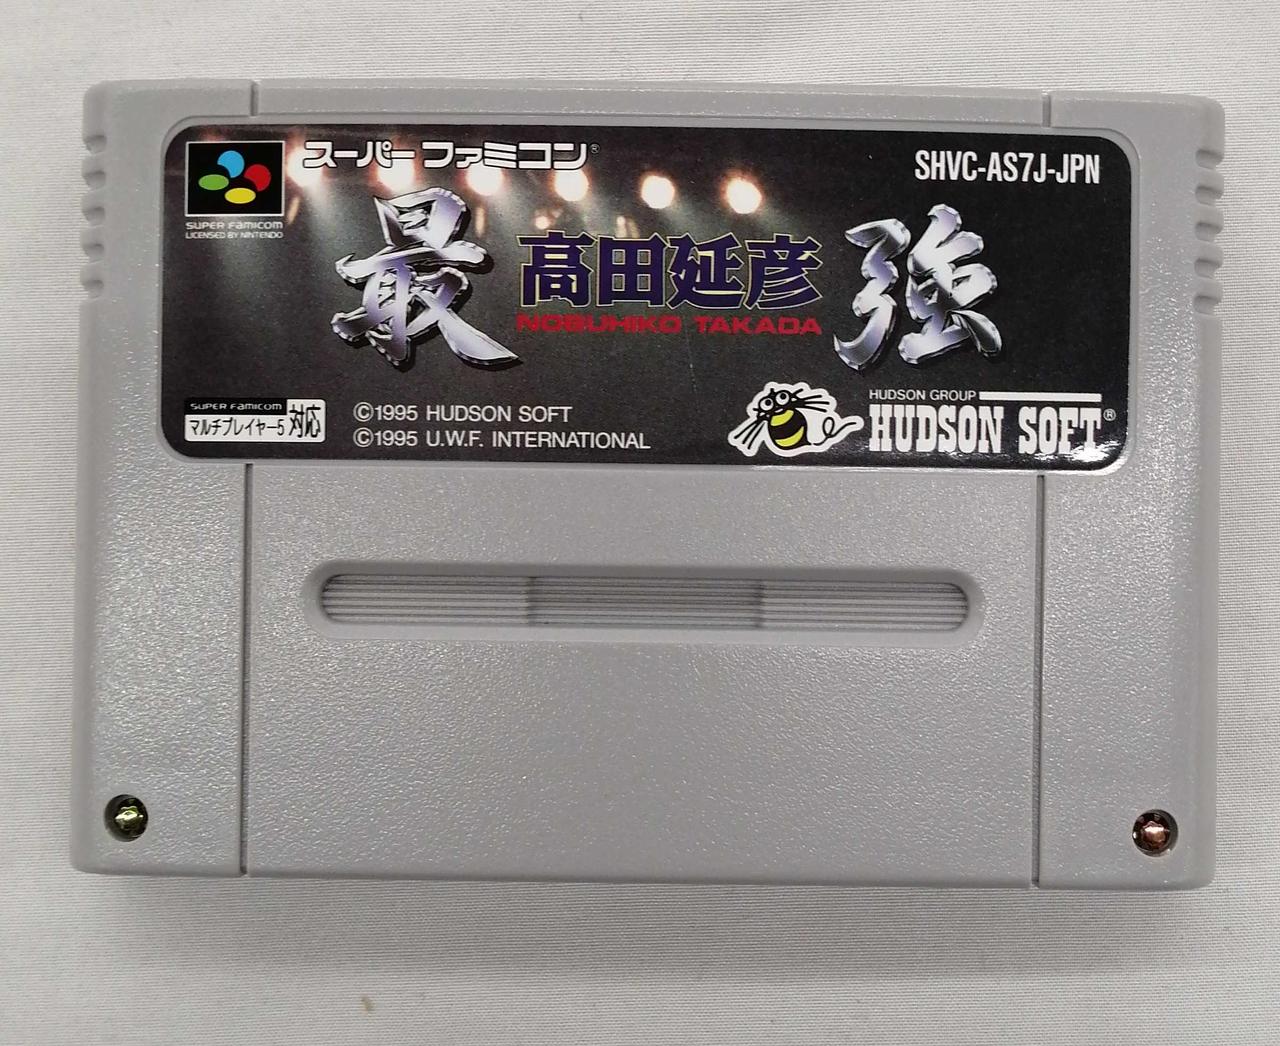 スーパーファミコン®
SHVC-AS7J-JPN
SUPER FAMICOM
LICENSED BY NINTENDO
最強
高田延彦
NOBUHIKO TAKADA
SUPER FAMICOM
マルチプレイヤー5 対応
©1995 HUDSON SOFT
©1995 U.W.F. INTERNATIONAL
HUDSON GROUP
HUDSON SOFT®